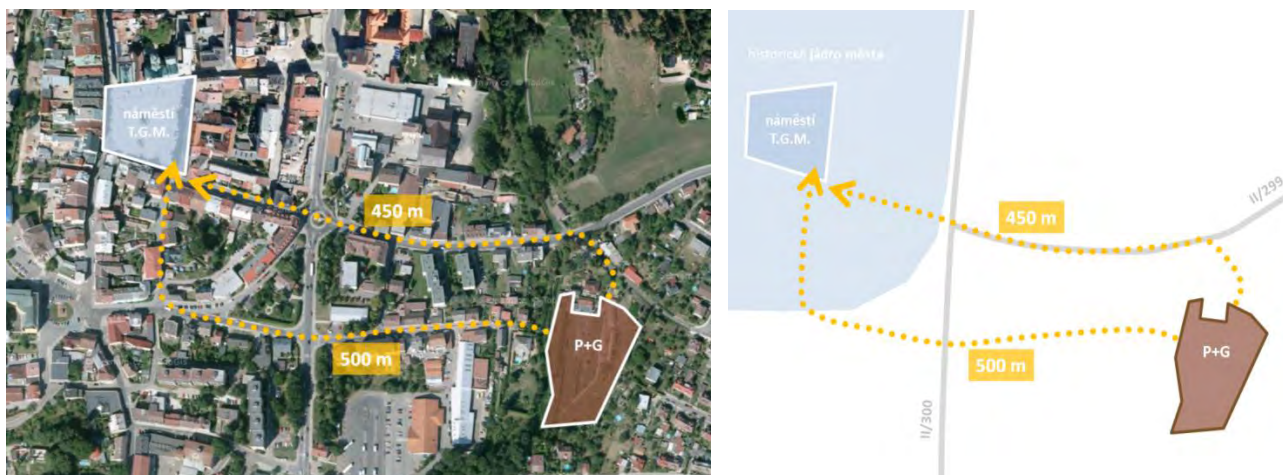 náměstí
T.G.M.
450 m
P+G
500 m
historické jádro města
náměstí
T.G.M.
II/299
450 m
P+G
500 m
II/300